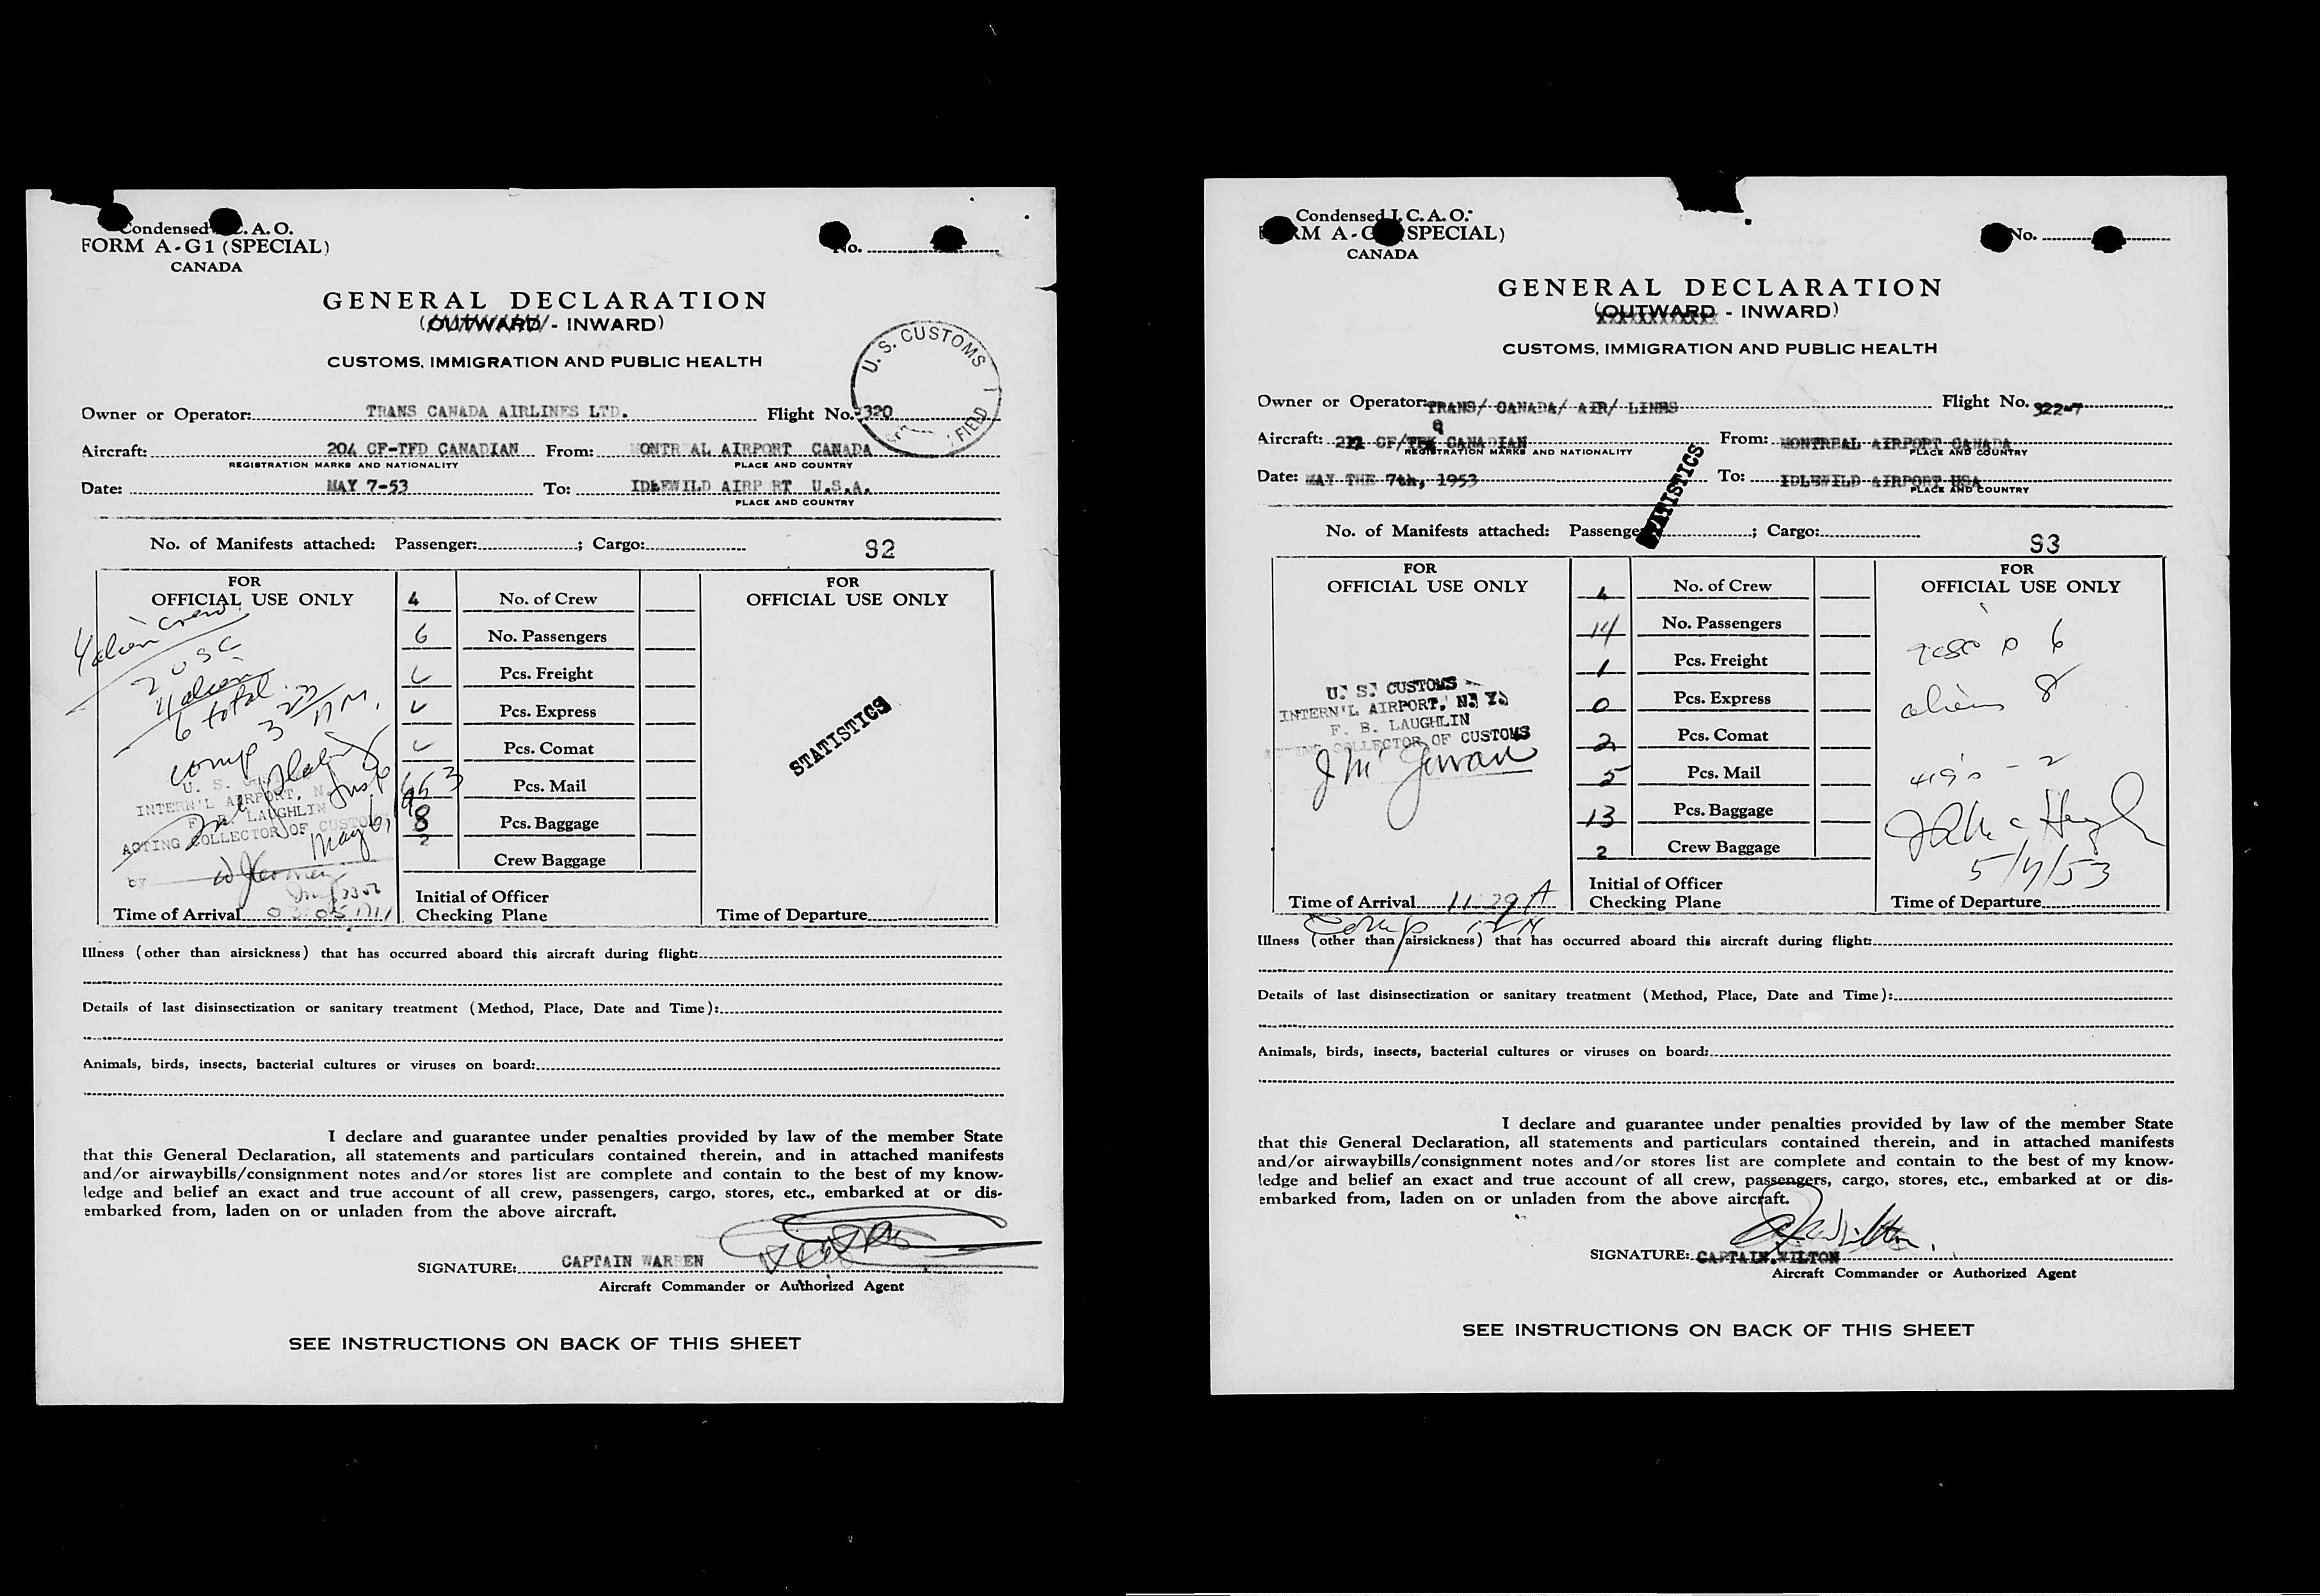 Condensed C. A. O.
FORM A-G1 (SPECIAL)
CANADA
No.
GENERAL DECLARATION
(OUTWARD - INWARD)
CUSTOMS, IMMIGRATION AND PUBLIC HEALTH
U. S. CUSTOMS
FIELD
Owner or Operator: TRANS CANADA AIRLINES LTD. Flight No. 320
Aircraft: 204 CF-TFD CANADIAN From: MONTR AL AIRPORT CANADA
REGISTRATION MARKS AND NATIONALITY PLACE AND COUNTRY
Date: MAY 7-53 To: IDLEWILD AIRP RT U.S.A.
PLACE AND COUNTRY
No. of Manifests attached: Passenger: ; Cargo:
92
FOR
OFFICIAL USE ONLY
4 alien crew
2 USC
4 alien
6 total
comp 3
U. S.
INTERN'L AIRPORT, N.
F. B. LAUGHLIN
ACTING COLLECTOR OF CUSTOMS
by
May 6,
Time of Arrival
4 No. of Crew
6 No. Passengers
Pcs. Freight
Pcs. Express
Pcs. Comat
Pcs. Mail
8 Pcs. Baggage
2 Crew Baggage
Initial of Officer
Checking Plane
FOR
OFFICIAL USE ONLY
STATISTICS
Time of Departure
Illness (other than airsickness) that has occurred aboard this aircraft during flight:
Details of last disinsectization or sanitary treatment (Method, Place, Date and Time):
Animals, birds, insects, bacterial cultures or viruses on board:
I declare and guarantee under penalties provided by law of the member State
that this General Declaration, all statements and particulars contained therein, and in attached manifests
and/or airwaybills/consignment notes and/or stores list are complete and contain to the best of my know-
ledge and belief an exact and true account of all crew, passengers, cargo, stores, etc., embarked at or dis-
embarked from, laden on or unladen from the above aircraft.
SIGNATURE: CAPTAIN WARREN
Aircraft Commander or Authorized Agent
SEE INSTRUCTIONS ON BACK OF THIS SHEET
Condensed I. C. A. O.
RM A-G (SPECIAL)
CANADA
No.
GENERAL DECLARATION
(OUTWARD - INWARD)
CUSTOMS, IMMIGRATION AND PUBLIC HEALTH
Owner or Operator: TRANS/ CANADA/ AIR/ LINES Flight No. 322-7
Aircraft: CANADIAN From: MONTREAL AIRPORT CANADA
REGISTRATION MARKS AND NATIONALITY PLACE AND COUNTRY
Date: MAY THE 7th, 1953 To: IDLEWILD AIRPORT USA
PLACE AND COUNTRY
STATISTICS
No. of Manifests attached: Passenger ; Cargo:
93
FOR
OFFICIAL USE ONLY
U. S. CUSTOMS
INTERN'L AIRPORT, N. Y.
F. B. LAUGHLIN
ACTING COLLECTOR OF CUSTOMS
Time of Arrival 11 29 A
Comp 12 N
4 No. of Crew
14 No. Passengers
1 Pcs. Freight
0 Pcs. Express
2 Pcs. Comat
5 Pcs. Mail
13 Pcs. Baggage
2 Crew Baggage
Initial of Officer
Checking Plane
FOR
OFFICIAL USE ONLY
6
aliens 8
5/7/53
Time of Departure
Illness (other than airsickness) that has occurred aboard this aircraft during flight:
Details of last disinsectization or sanitary treatment (Method, Place, Date and Time):
Animals, birds, insects, bacterial cultures or viruses on board:
I declare and guarantee under penalties provided by law of the member State
that this General Declaration, all statements and particulars contained therein, and in attached manifests
and/or airwaybills/consignment notes and/or stores list are complete and contain to the best of my know-
ledge and belief an exact and true account of all crew, passengers, cargo, stores, etc., embarked at or dis-
embarked from, laden on or unladen from the above aircraft.
SIGNATURE: CAPTAIN WILTON
Aircraft Commander or Authorized Agent
SEE INSTRUCTIONS ON BACK OF THIS SHEET